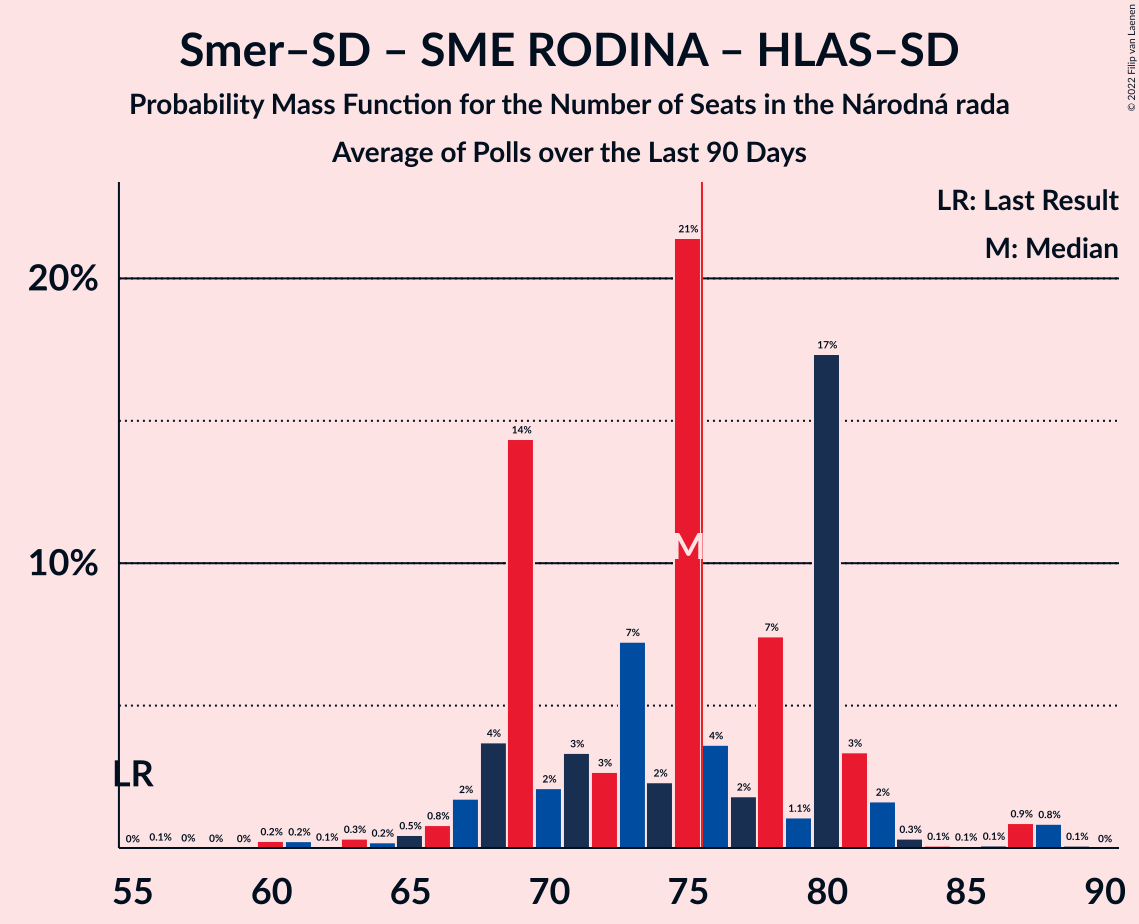 Smer–SD – SME RODINA – HLAS–SD
Probability Mass Function for the Number of Seats in the Národná rada
Average of Polls over the Last 90 Days
© 2022 Filip van Laenen
LR: Last Result
M: Median
20%
10%
LR
M
0% 0.1% 0% 0% 0% 0.2% 0.2% 0.1% 0.3% 0.2% 0.5% 0.8% 2% 4% 14% 2% 3% 3% 7% 2% 21% 4% 2% 7% 1.1% 17% 3% 2% 0.3% 0.1% 0.1% 0.1% 0.9% 0.8% 0.1% 0%
55 60 65 70 75 80 85 90